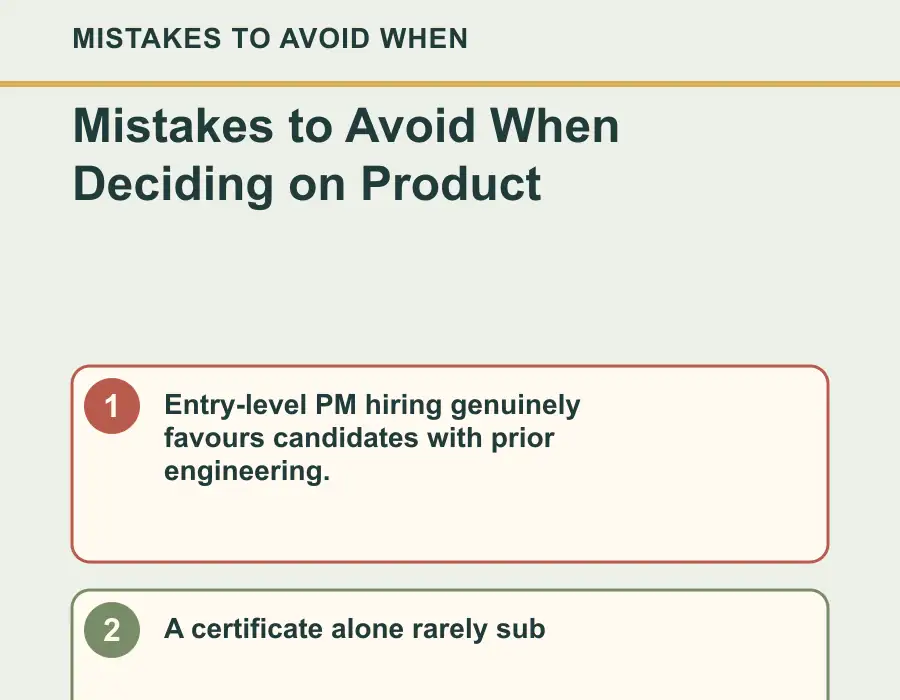 MISTAKES TO AVOID WHEN
Mistakes to Avoid When
Deciding on Product
1
Entry-level PM hiring genuinely
favours candidates with prior
engineering.
2
A certificate alone rarely sub